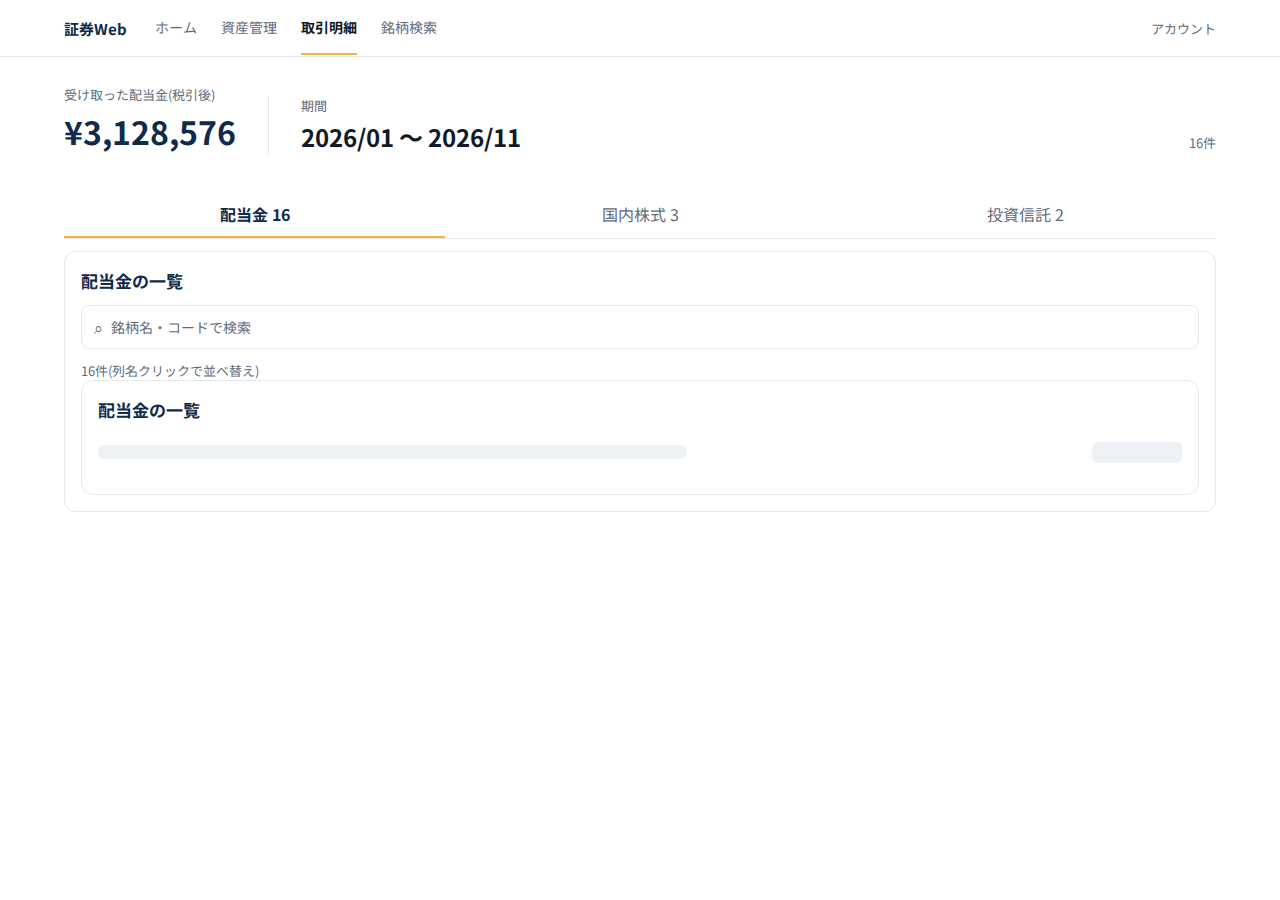 証券Web ホーム 資産管理 取引明細 銘柄検索 アカウント
受け取った配当金(税引後)
¥3,128,576
期間
2026/01 〜 2026/11
16件
配当金 16 国内株式 3 投資信託 2
配当金の一覧
銘柄名・コードで検索
16件(列名クリックで並べ替え)
配当金の一覧